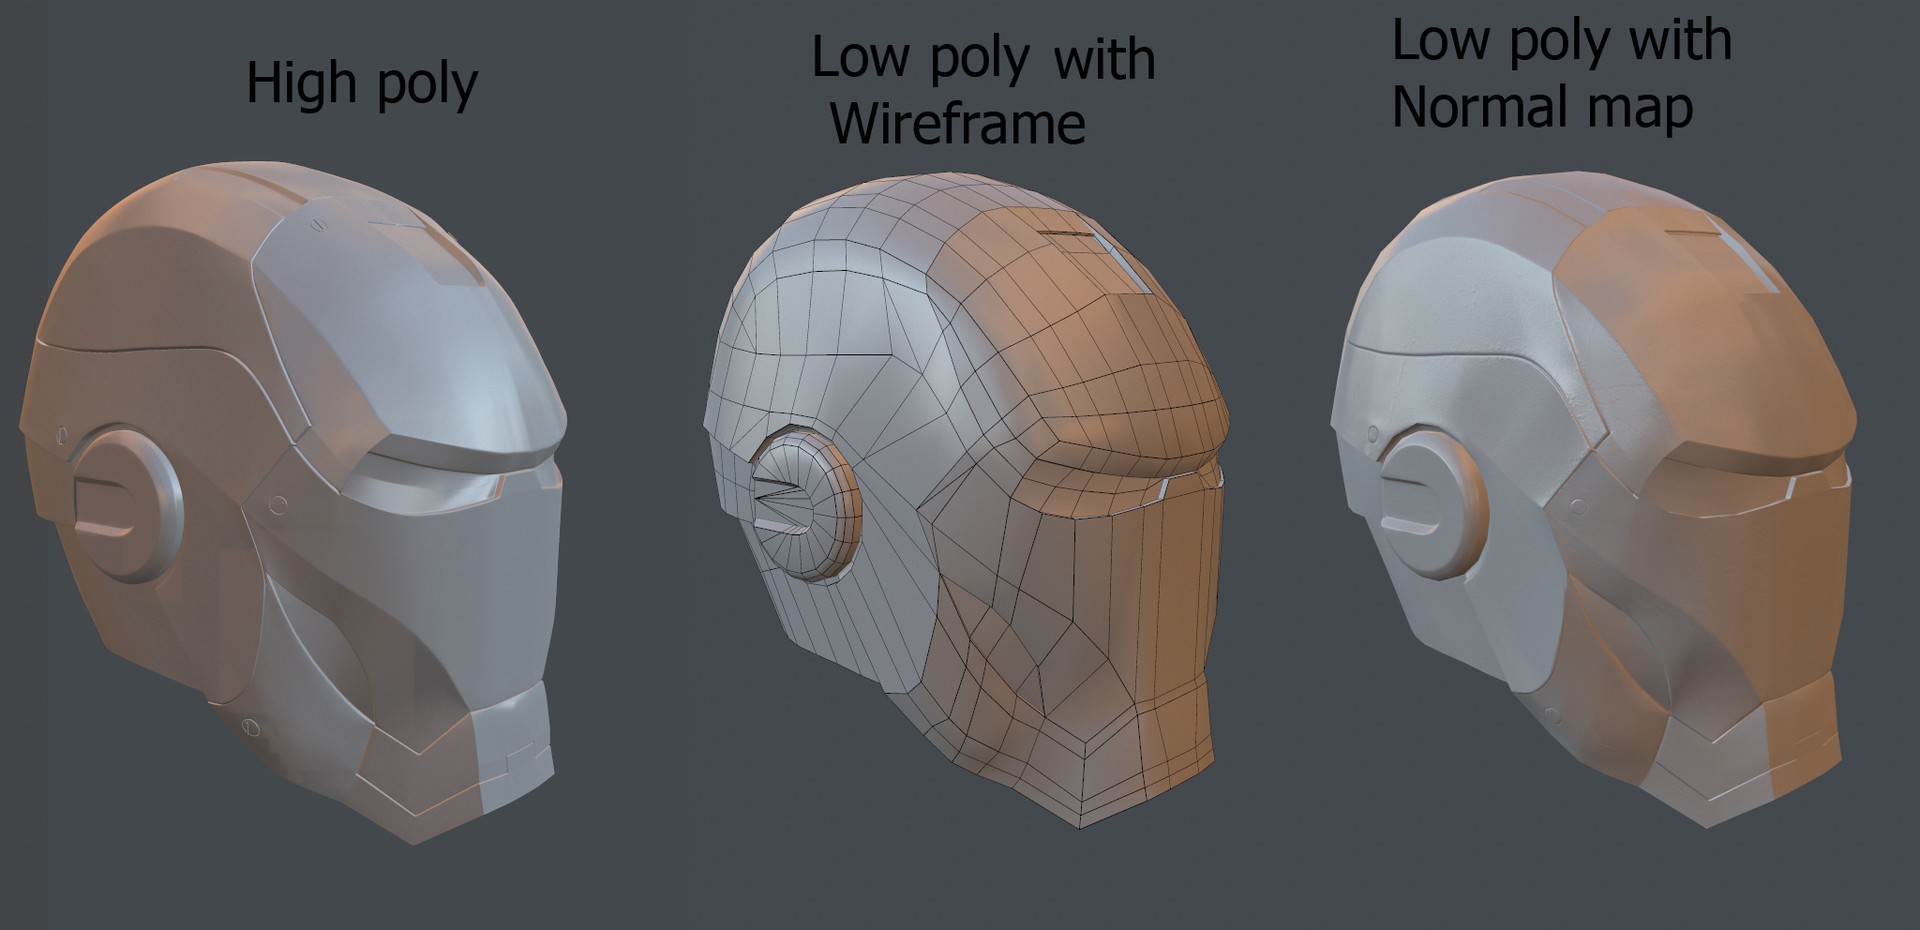 High poly
Low poly with
Wireframe
Low poly with
Normal map